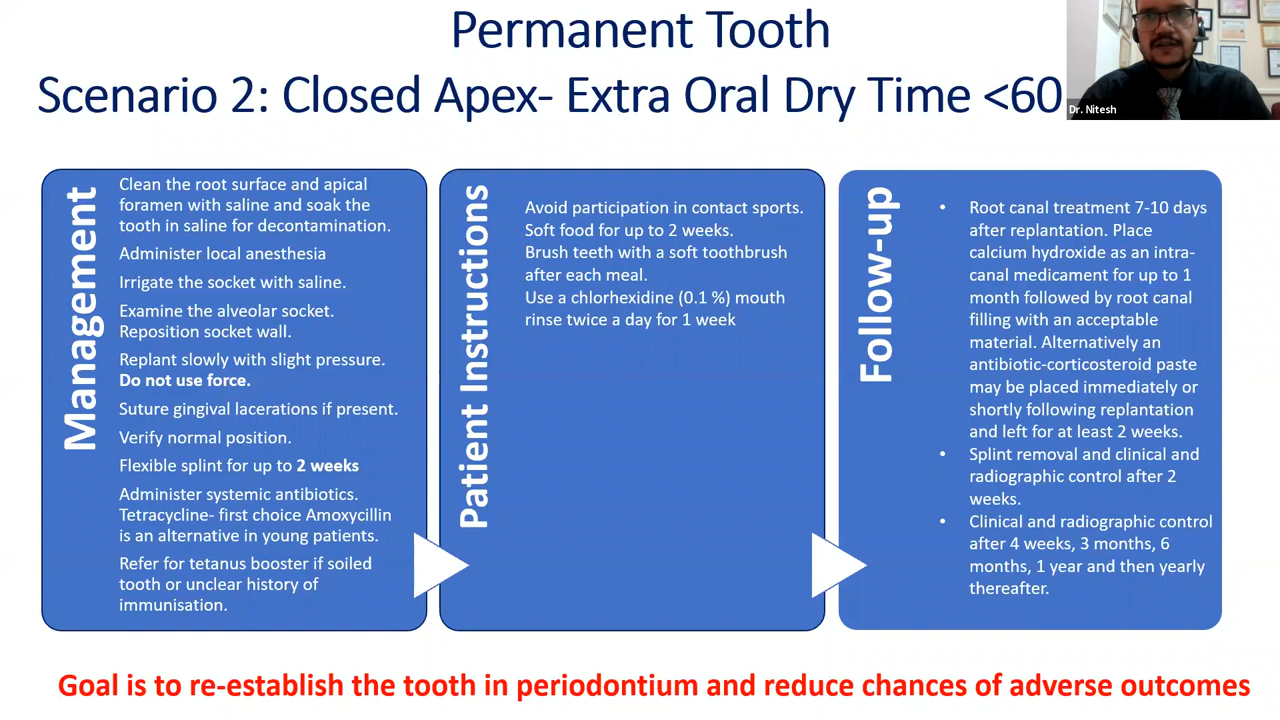 Permanent Tooth
Scenario 2: Closed Apex- Extra Oral Dry Time <60
Dr. Nitesh
Management
Clean the root surface and apical
foramen with saline and soak the
tooth in saline for decontamination.
Administer local anesthesia
Irrigate the socket with saline.
Examine the alveolar socket.
Reposition socket wall.
Replant slowly with slight pressure.
Do not use force.
Suture gingival lacerations if present.
Verify normal position.
Flexible splint for up to 2 weeks
Administer systemic antibiotics.
Tetracycline- first choice Amoxycillin
is an alternative in young patients.
Refer for tetanus booster if soiled
tooth or unclear history of
immunisation.
Patient Instructions
Avoid participation in contact sports.
Soft food for up to 2 weeks.
Brush teeth with a soft toothbrush
after each meal.
Use a chlorhexidine (0.1 %) mouth
rinse twice a day for 1 week
Follow-up
• Root canal treatment 7-10 days
after replantation. Place
calcium hydroxide as an intra-
canal medicament for up to 1
month followed by root canal
filling with an acceptable
material. Alternatively an
antibiotic-corticosteroid paste
may be placed immediately or
shortly following replantation
and left for at least 2 weeks.
• Splint removal and clinical and
radiographic control after 2
weeks.
• Clinical and radiographic control
after 4 weeks, 3 months, 6
months, 1 year and then yearly
thereafter.
Goal is to re-establish the tooth in periodontium and reduce chances of adverse outcomes